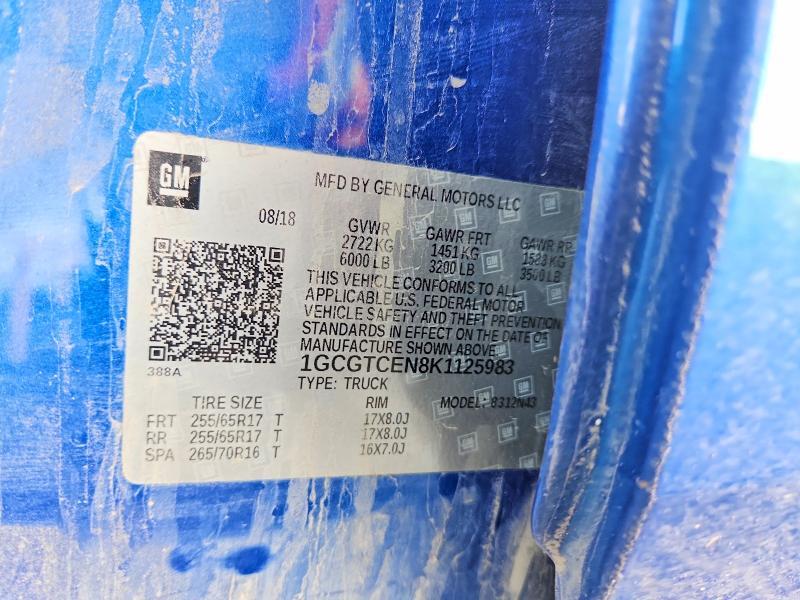 GM
MFD BY GENERAL MOTORS LLC
08/18
GVWR GAWR FRT GAWR RR
2722 KG 1451 KG 1588 KG
6000 LB 3200 LB 3500 LB
THIS VEHICLE CONFORMS TO ALL
APPLICABLE U.S. FEDERAL MOTOR
VEHICLE SAFETY AND THEFT PREVENTION
STANDARDS IN EFFECT ON THE DATE OF
MANUFACTURE SHOWN ABOVE.
1GCGTCEN8K1125983
388A
TYPE: TRUCK
TIRE SIZE RIM MODEL: 8312N43
FRT 255/65R17 T 17X8.0J
RR 255/65R17 T 17X8.0J
SPA 265/70R16 T 16X7.0J